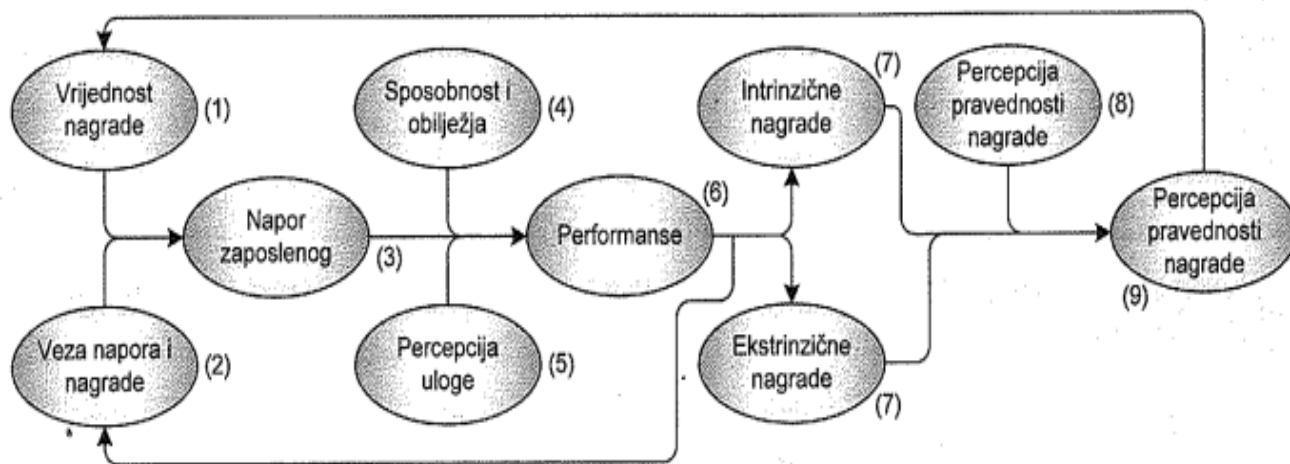 Vrijednost
nagrade
(1)
Sposobnost i
obilježja
(4)
Intrinzične
nagrade
(7)
Percepcija
pravednosti
nagrade
(8)
Napor
zaposlenog
(3)
Performanse
(6)
Percepcija
pravednosti
nagrade
(9)
Veza napora i
nagrade
(2)
Percepcija
uloge
(5)
Ekstrinzične
nagrade
(7)